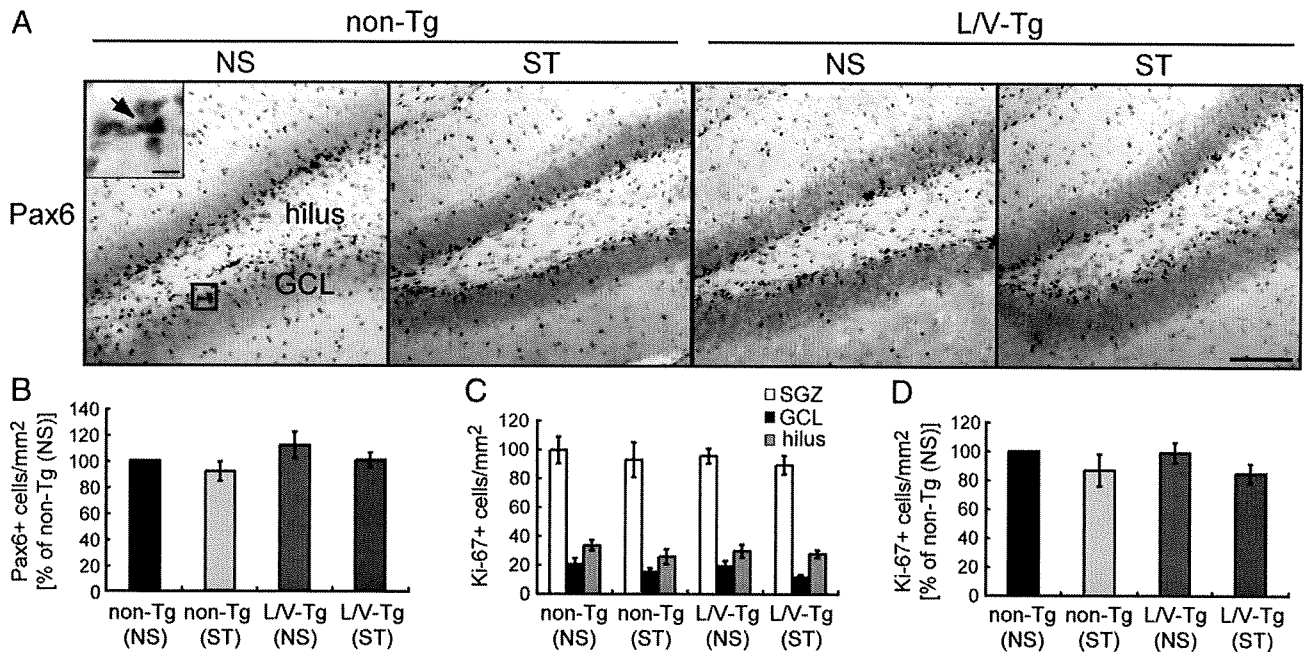 A
non-Tg
L/V-Tg
NS
ST
NS
ST
Pax6
hilus
GCL
B
Pax6+ cells/mm2
[% of non-Tg (NS)]
140
120
100
80
60
40
20
0
non-Tg
(NS)
non-Tg
(ST)
L/V-Tg
(NS)
L/V-Tg
(ST)
C
SGZ
GCL
hilus
Ki-67+ cells/mm2
120
100
80
60
40
20
0
non-Tg
(NS)
non-Tg
(ST)
L/V-Tg
(NS)
L/V-Tg
(ST)
D
Ki-67+ cells/mm2
[% of non-Tg (NS)]
120
100
80
60
40
20
0
non-Tg
(NS)
non-Tg
(ST)
L/V-Tg
(NS)
L/V-Tg
(ST)